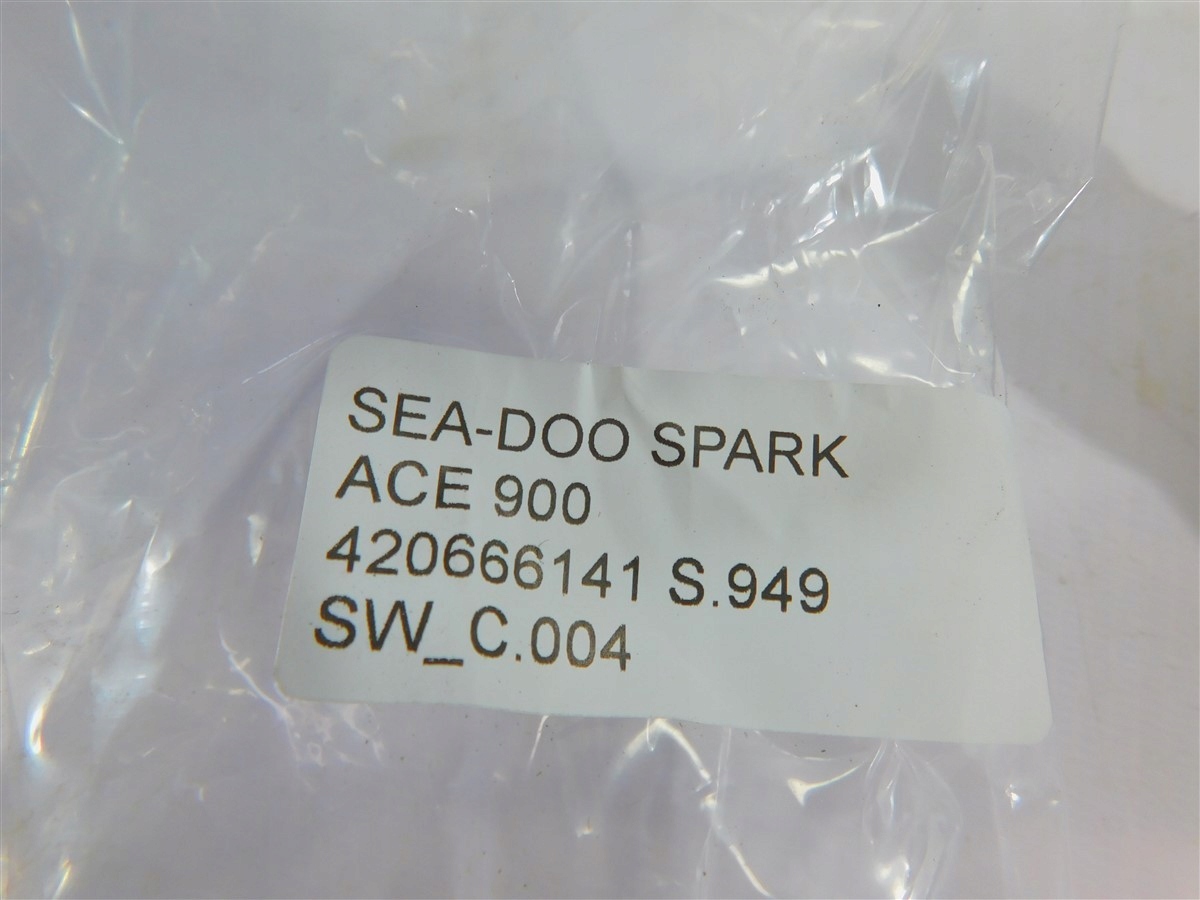 SEA-DOO SPARK
ACE 900
420666141 S.949
SW_C.004